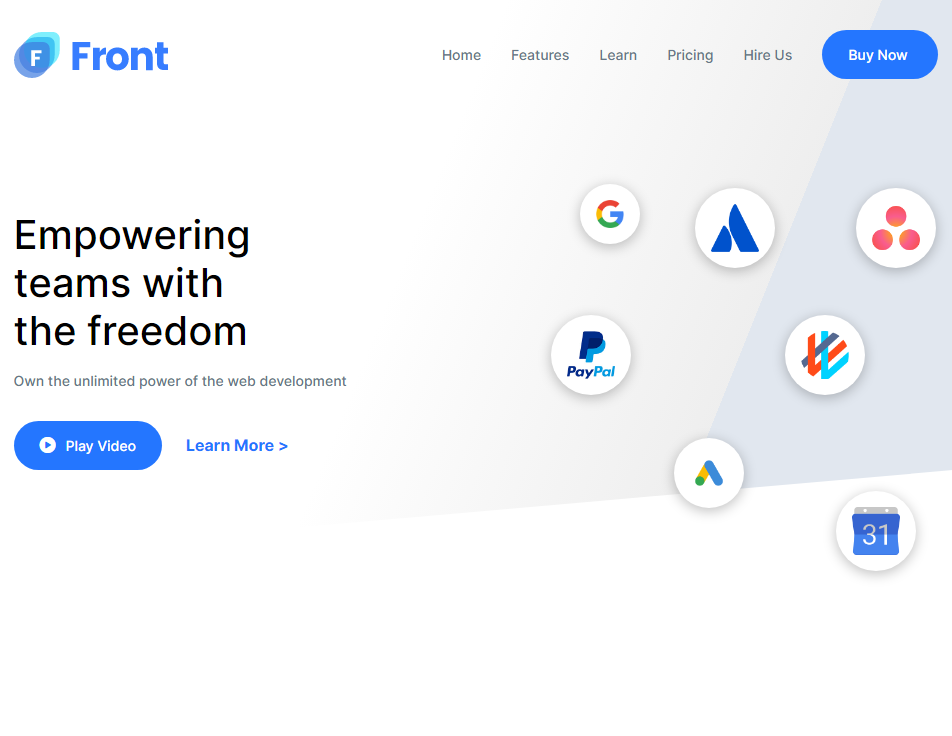 F Front
Home Features Learn Pricing Hire Us Buy Now
Empowering
teams with
the freedom
Own the unlimited power of the web development
Play Video Learn More >
G
PayPal
31